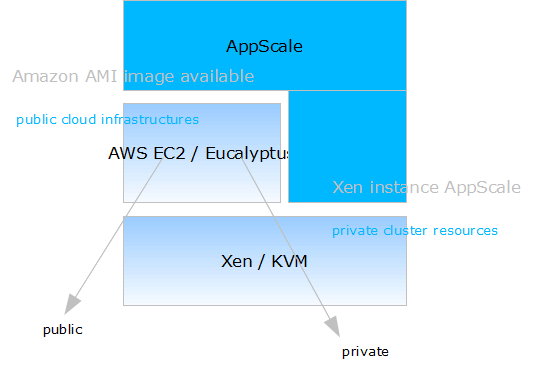 AppScale
Amazon AMI image available
public cloud infrastructures
AWS EC2 / Eucalyptus
Xen instance AppScale
private cluster resources
Xen / KVM
public
private